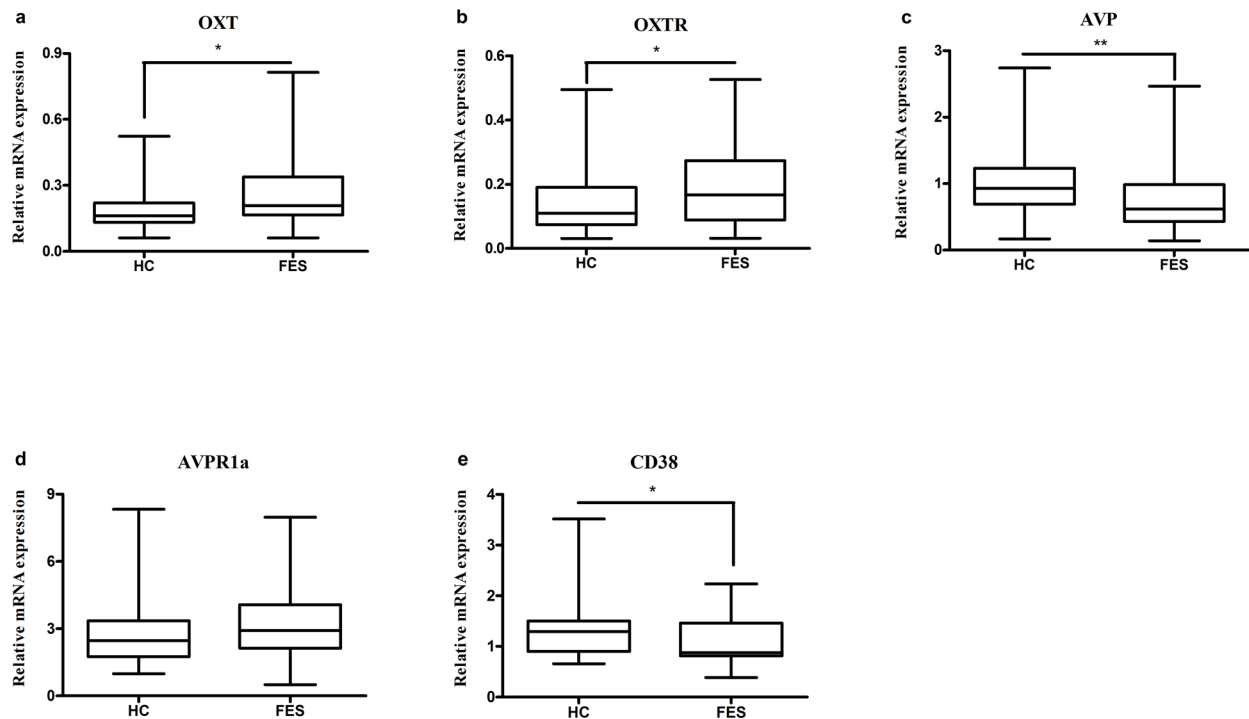 a
OXT
*
Relative mRNA expression
0.9
0.6
0.3
0.0
HC FES
b
OXTR
*
Relative mRNA expression
0.6
0.4
0.2
0.0
HC FES
c
AVP
**
Relative mRNA expression
3
2
1
0
HC FES
d
AVPR1a
Relative mRNA expression
9
6
3
0
HC FES
e
CD38
*
Relative mRNA expression
4
3
2
1
0
HC FES